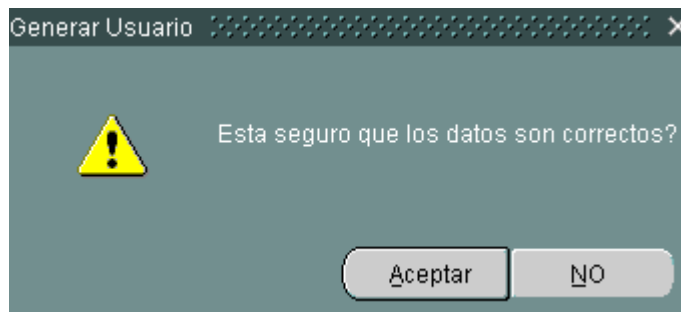 Generar Usuario
Esta seguro que los datos son correctos?
Aceptar
NO